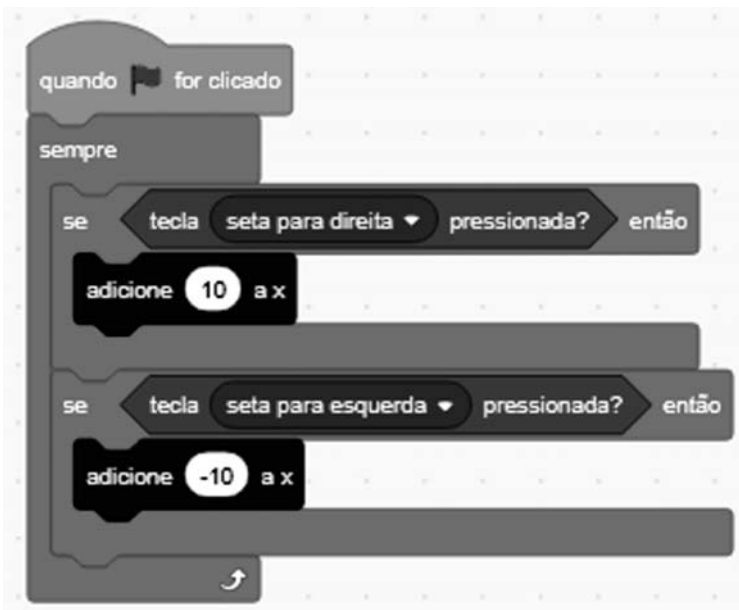 quando for clicado
sempre
se tecla seta para direita pressionada? então
adicione 10 a x
se tecla seta para esquerda pressionada? então
adicione -10 a x